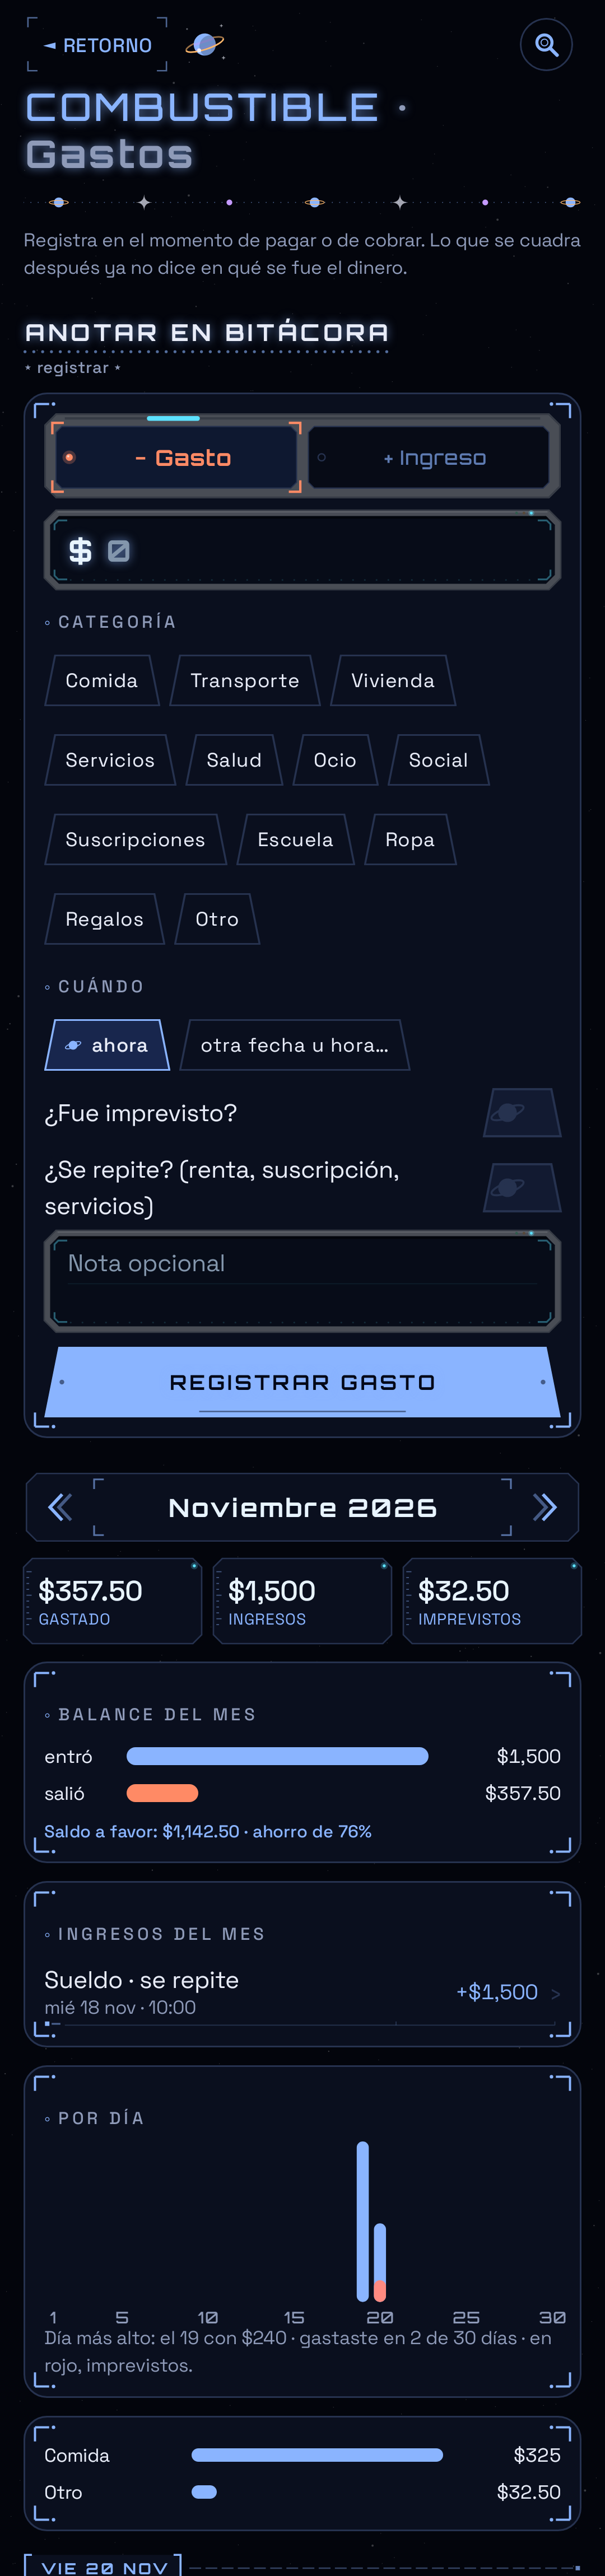 ◄ RETORNO
COMBUSTIBLE ·
Gastos
Registra en el momento de pagar o de cobrar. Lo que se cuadra
después ya no dice en qué se fue el dinero.
ANOTAR EN BITÁCORA
⋆ registrar ⋆
− Gasto
+ Ingreso
$ 0
CATEGORÍA
Comida Transporte Vivienda
Servicios Salud Ocio Social
Suscripciones Escuela Ropa
Regalos Otro
CUÁNDO
ahora otra fecha u hora…
¿Fue imprevisto?
¿Se repite? (renta, suscripción,
servicios)
Nota opcional
REGISTRAR GASTO
Noviembre 2026
$357.50 $1,500 $32.50
GASTADO INGRESOS IMPREVISTOS
BALANCE DEL MES
entró $1,500
salió $357.50
Saldo a favor: $1,142.50 · ahorro de 76%
INGRESOS DEL MES
Sueldo · se repite
mié 18 nov · 10:00
+$1,500 >
POR DÍA
1 5 10 15 20 25 30
Día más alto: el 19 con $240 · gastaste en 2 de 30 días · en
rojo, imprevistos.
Comida $325
Otro $32.50
VIE 20 NOV